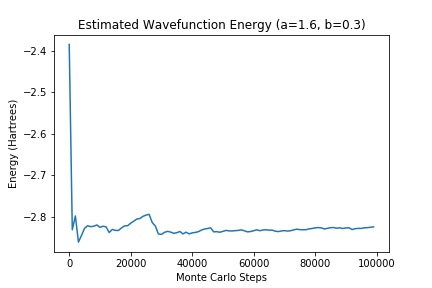 Estimated Wavefunction Energy (a=1.6, b=0.3)
Energy (Hartrees)
−2.4
−2.5
−2.6
−2.7
−2.8
0 20000 40000 60000 80000 100000
Monte Carlo Steps